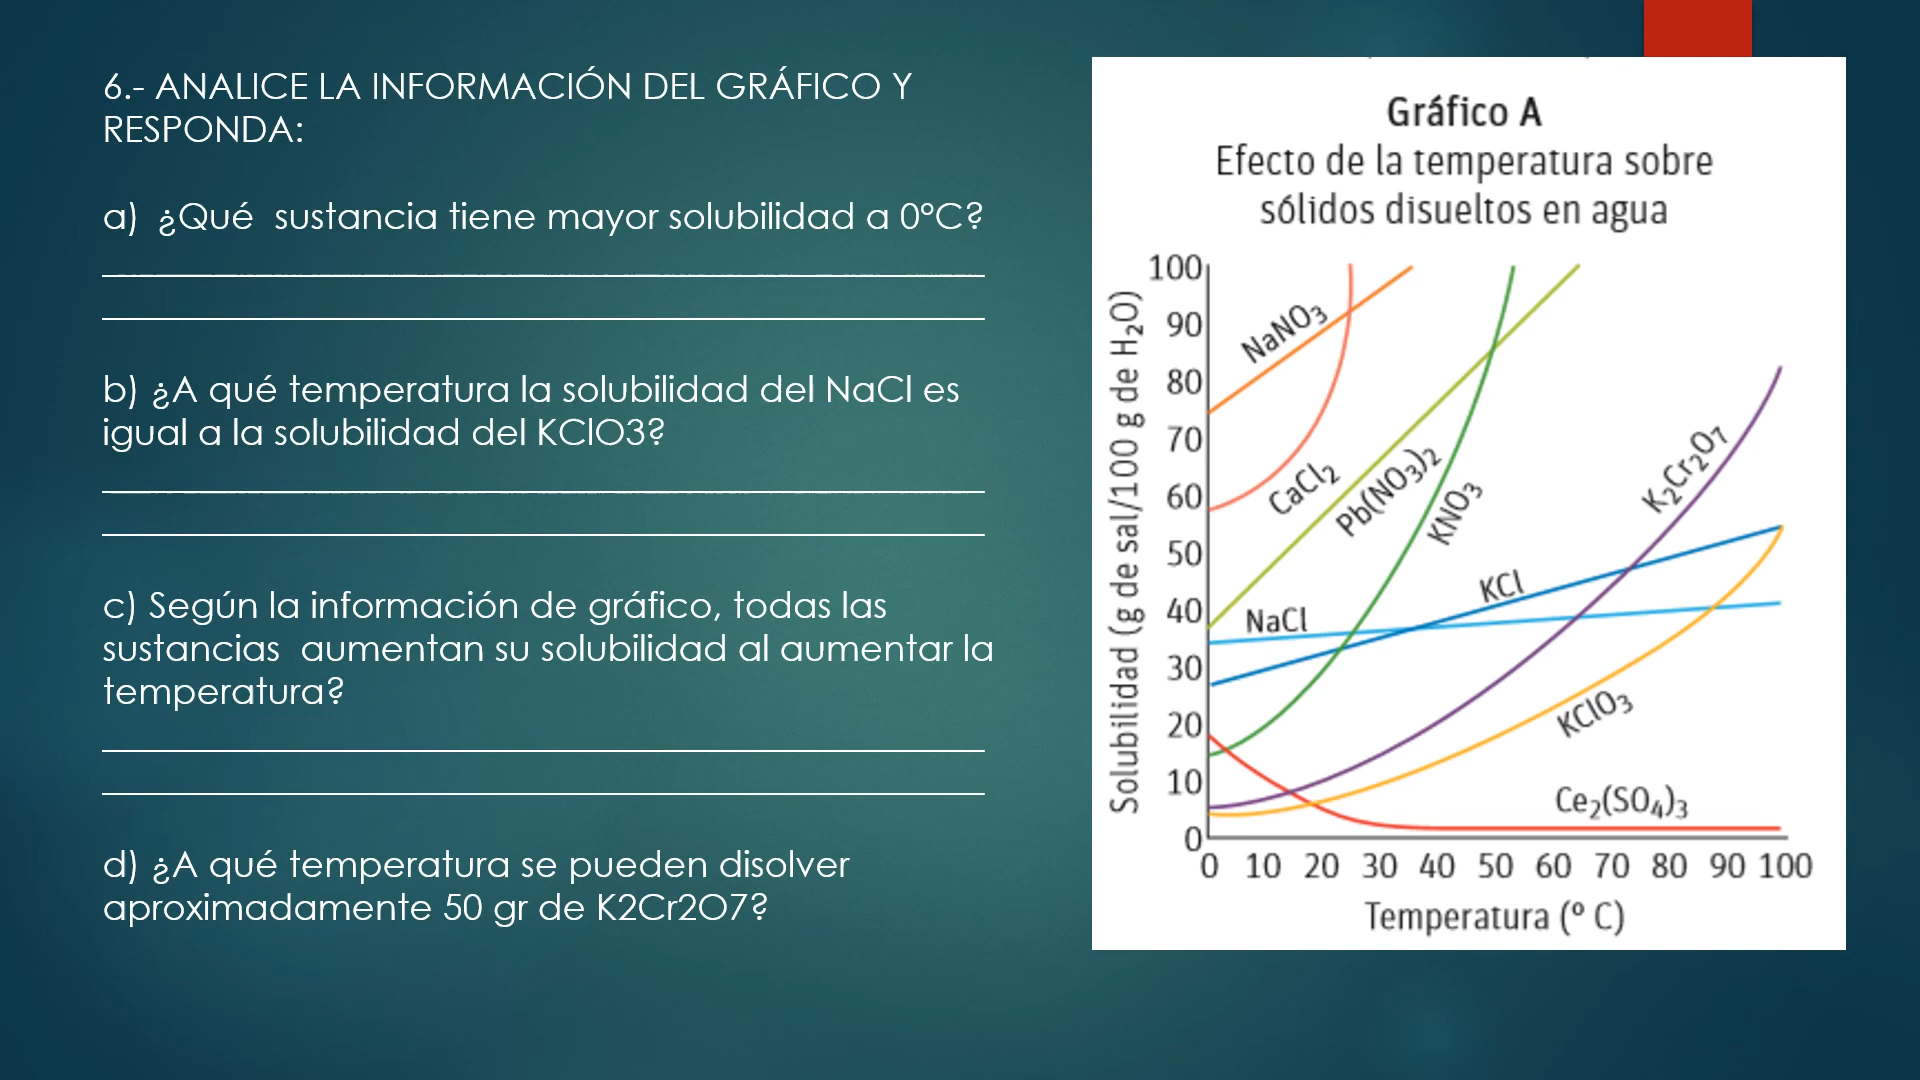 6.- ANALICE LA INFORMACIÓN DEL GRÁFICO Y
RESPONDA:
a) ¿Qué sustancia tiene mayor solubilidad a 0°C?
b) ¿A qué temperatura la solubilidad del NaCl es
igual a la solubilidad del KClO3?
c) Según la información de gráfico, todas las
sustancias aumentan su solubilidad al aumentar la
temperatura?
d) ¿A qué temperatura se pueden disolver
aproximadamente 50 gr de K2Cr2O7?
Gráfico A
Efecto de la temperatura sobre
sólidos disueltos en agua
Solubilidad (g de sal/100 g de H₂O)
100
90
80
70
60
50
40
30
20
10
0
NaNO₃
CaCl₂
Pb(NO₃)₂
KNO₃
K₂Cr₂O₇
KCl
NaCl
KClO₃
Ce₂(SO₄)₃
0 10 20 30 40 50 60 70 80 90 100
Temperatura (º C)